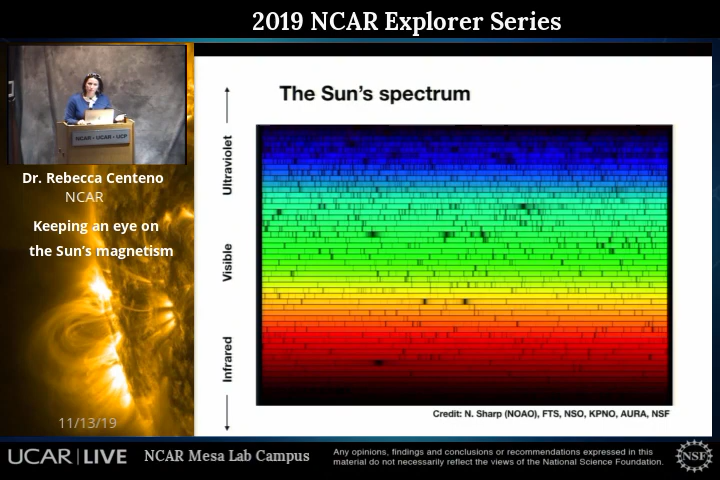 2019 NCAR Explorer Series
NCAR • UCAR • UCP
Dr. Rebecca Centeno
NCAR
Keeping an eye on
the Sun's magnetism
11/13/19
The Sun's spectrum
Ultraviolet
Visible
Infrared
Credit: N. Sharp (NOAO), FTS, NSO, KPNO, AURA, NSF
UCAR | LIVE
NCAR Mesa Lab Campus
Any opinions, findings and conclusions or recommendations expressed in this
material do not necessarily reflect the views of the National Science Foundation.
NSF